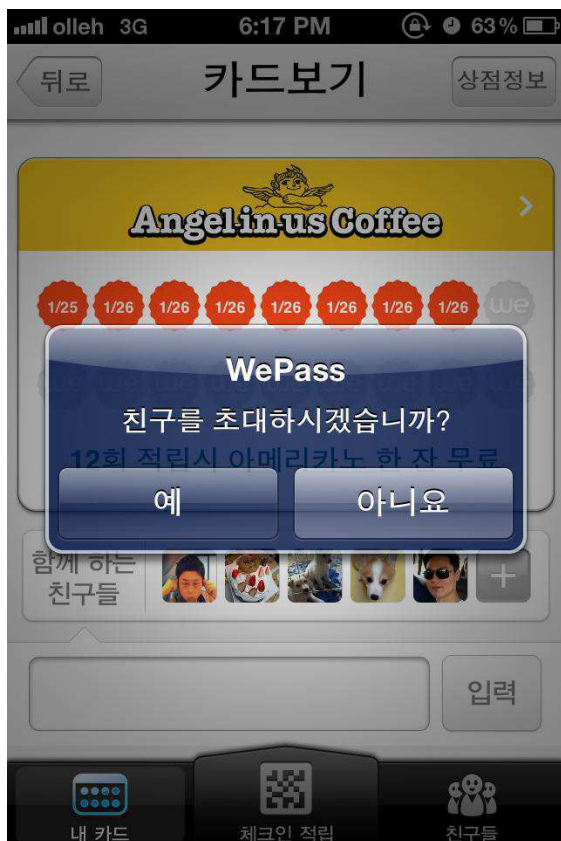 olleh 3G 6:17 PM 63%
뒤로 카드보기 상점정보
Angel-in-us Coffee
1/25 1/26 1/26 1/26 1/26 1/26 1/26 1/26 we
WePass
친구를 초대하시겠습니까?
12회 적립시 아메리카노 한 잔 무료
예 아니요
함께 하는
친구들
입력
내 카드 체크인 적립 친구들